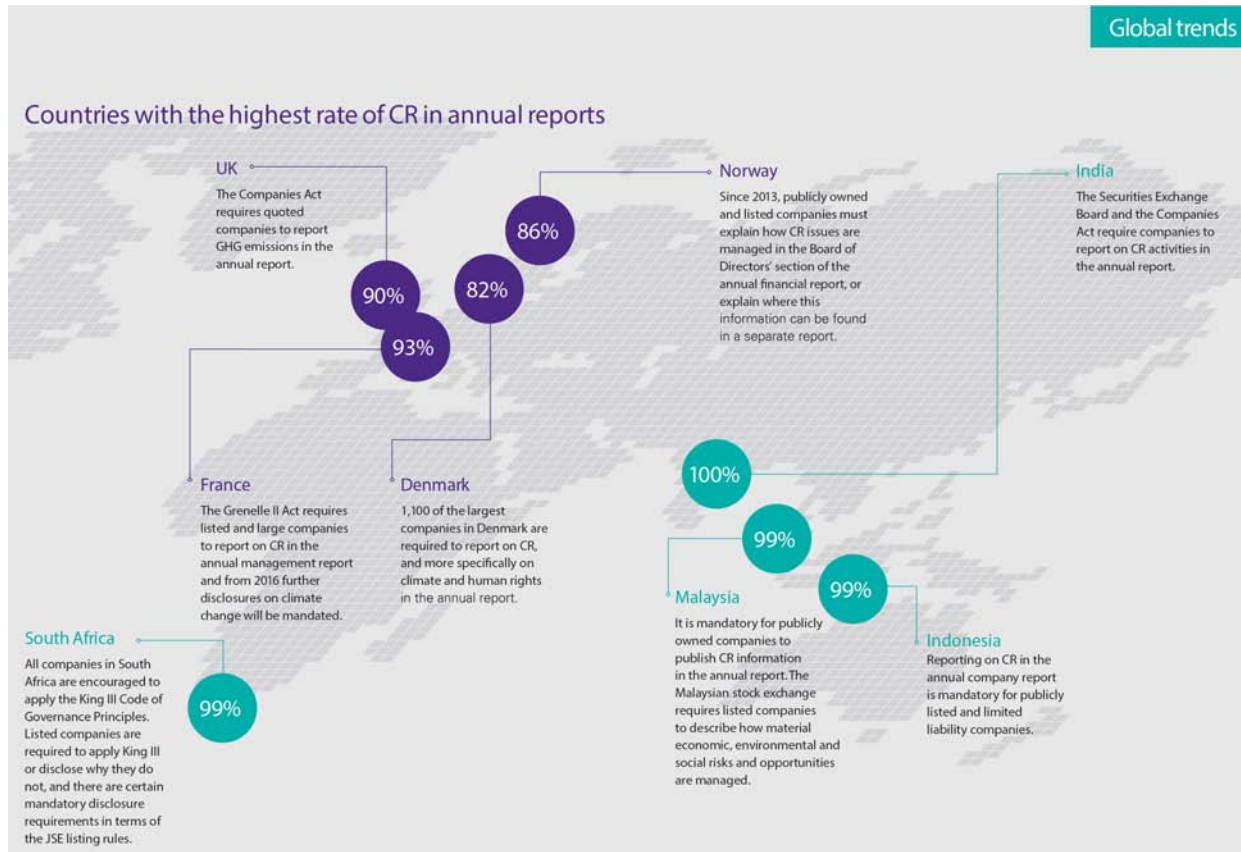 Global trends
Countries with the highest rate of CR in annual reports
UK
The Companies Act
requires quoted
companies to report
GHG emissions in the
annual report.
90%
93%
82%
86%
Norway
Since 2013, publicly owned
and listed companies must
explain how CR issues are
managed in the Board of
Directors' section of the
annual financial report, or
explain where this
information can be found
in a separate report.
India
The Securities Exchange
Board and the Companies
Act require companies to
report on CR activities in
the annual report.
France
The Grenelle II Act requires
listed and large companies
to report on CR in the
annual management report
and from 2016 further
disclosures on climate
change will be mandated.
Denmark
1,100 of the largest
companies in Denmark are
required to report on CR,
and more specifically on
climate and human rights
in the annual report.
100%
99%
99%
Malaysia
It is mandatory for publicly
owned companies to
publish CR information
in the annual report. The
Malaysian stock exchange
requires listed companies
to describe how material
economic, environmental and
social risks and opportunities
are managed.
Indonesia
Reporting on CR in the
annual company report
is mandatory for publicly
listed and limited
liability companies.
South Africa
All companies in South
Africa are encouraged to
apply the King III Code of
Governance Principles.
Listed companies are
required to apply King III
or disclose why they do
not, and there are certain
mandatory disclosure
requirements in terms of
the JSE listing rules.
99%